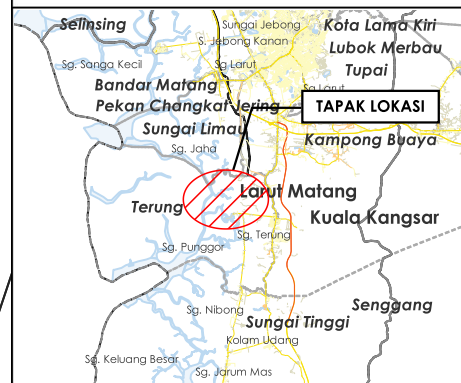 Selinsing
Sungai Jebong
Kota Lama Kiri
S. Jebong Kanan
Lubok Merbau
Sg. Sanga Kecil
Sg Larut
Tupai
Bandar Matang
Sg Larut
Pekan Changkat Jering
TAPAK LOKASI
Sungai Limau
Kampong Buaya
Sg. Jaha
Larut Matang
Terung
Kuala Kangsar
Sg. Terung
Sg. Punggor
Senggang
Sg. Nibong
Sungai Tinggi
Kolam Udang
Sg. Keluang Besar
Sg. Jarum Mas